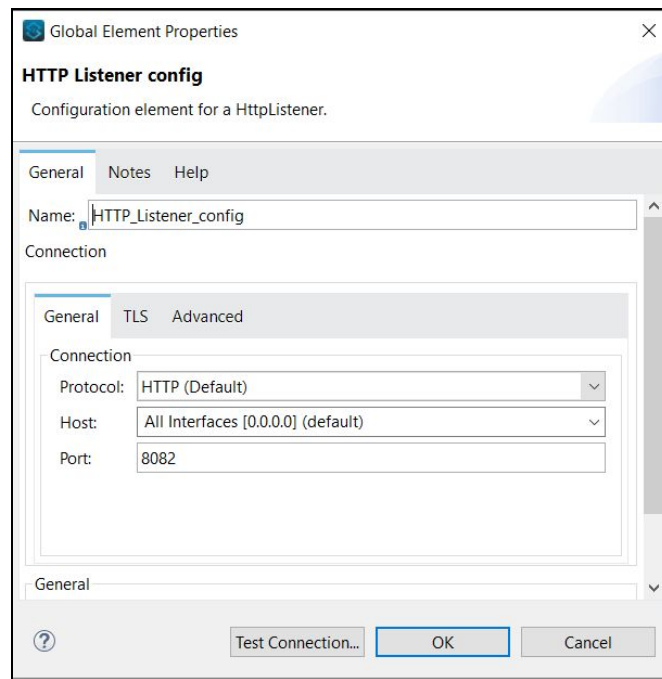 Global Element Properties
HTTP Listener config
Configuration element for a HttpListener.
General Notes Help
Name: HTTP_Listener_config
Connection
General TLS Advanced
Connection
Protocol: HTTP (Default)
Host: All Interfaces [0.0.0.0] (default)
Port: 8082
General
Test Connection... OK Cancel